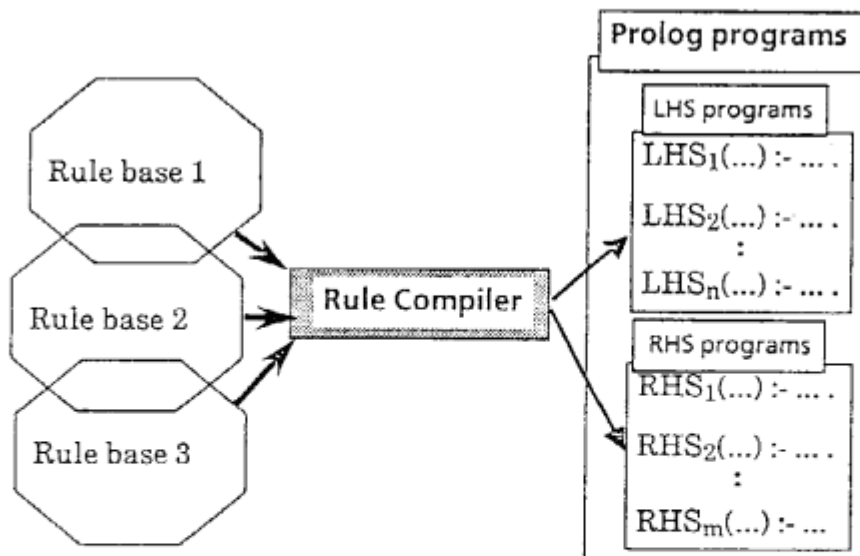 Prolog programs
LHS programs
LHS₁(...) :- ... .
LHS₂(...) :- ... .
:
LHSₙ(...) :- ... .
Rule base 1
Rule base 2
Rule base 3
Rule Compiler
RHS programs
RHS₁(...) :- ... .
RHS₂(...) :- ... .
:
RHSₘ(...) :- ...